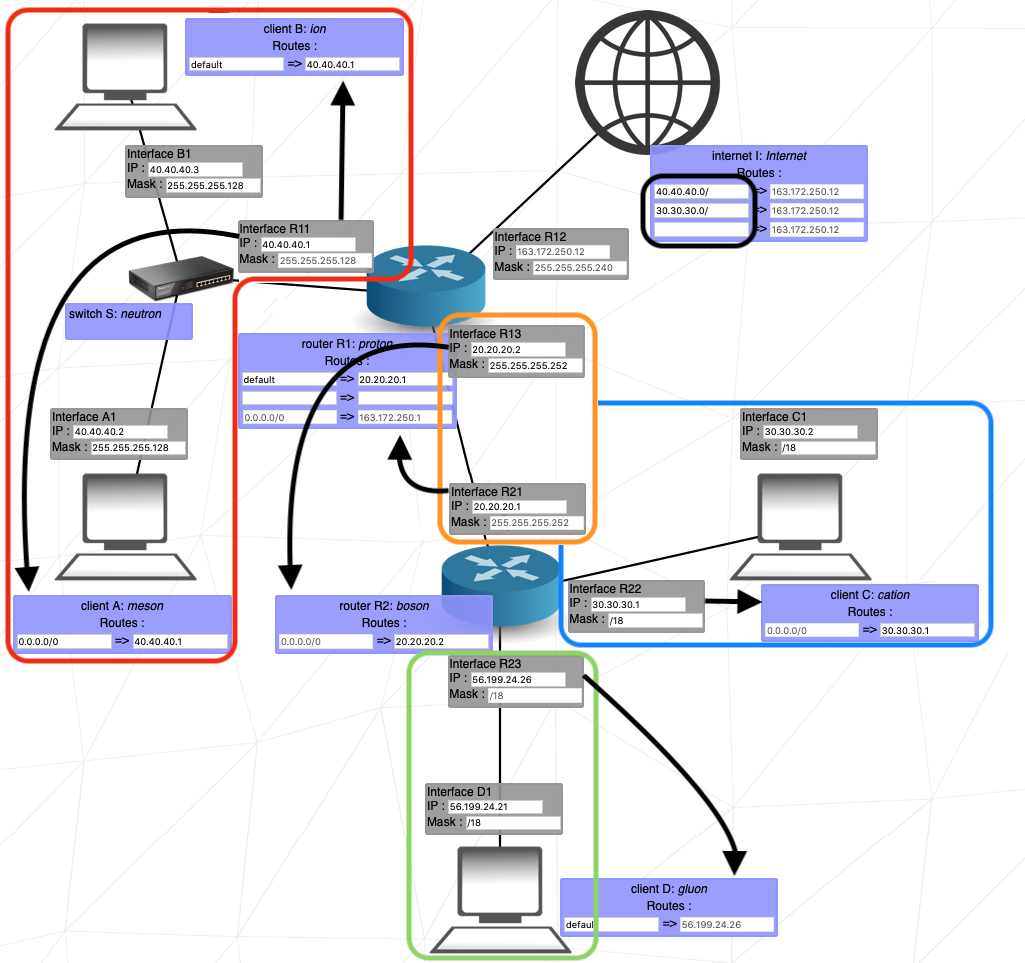 client B: ion
Routes :
default => 40.40.40.1
Interface B1
IP : 40.40.40.3
Mask : 255.255.255.128
internet I: Internet
Routes :
40.40.40.0/ => 163.172.250.12
30.30.30.0/ => 163.172.250.12
=> 163.172.250.12
Interface R11
IP : 40.40.40.1
Mask : 255.255.255.128
Interface R12
IP : 163.172.250.12
Mask : 255.255.255.240
switch S: neutron
router R1: proton
Routes :
default => 20.20.20.1
=>
0.0.0.0/0 => 163.172.250.1
Interface R13
IP : 20.20.20.2
Mask : 255.255.255.252
Interface A1
IP : 40.40.40.2
Mask : 255.255.255.128
Interface C1
IP : 30.30.30.2
Mask : /18
Interface R21
IP : 20.20.20.1
Mask : 255.255.255.252
client A: meson
Routes :
0.0.0.0/0 => 40.40.40.1
router R2: boson
Routes :
0.0.0.0/0 => 20.20.20.2
Interface R22
IP : 30.30.30.1
Mask : /18
client C: cation
Routes :
0.0.0.0/0 => 30.30.30.1
Interface R23
IP : 56.199.24.26
Mask : /18
Interface D1
IP : 56.199.24.21
Mask : /18
client D: gluon
Routes :
defaul => 56.199.24.26